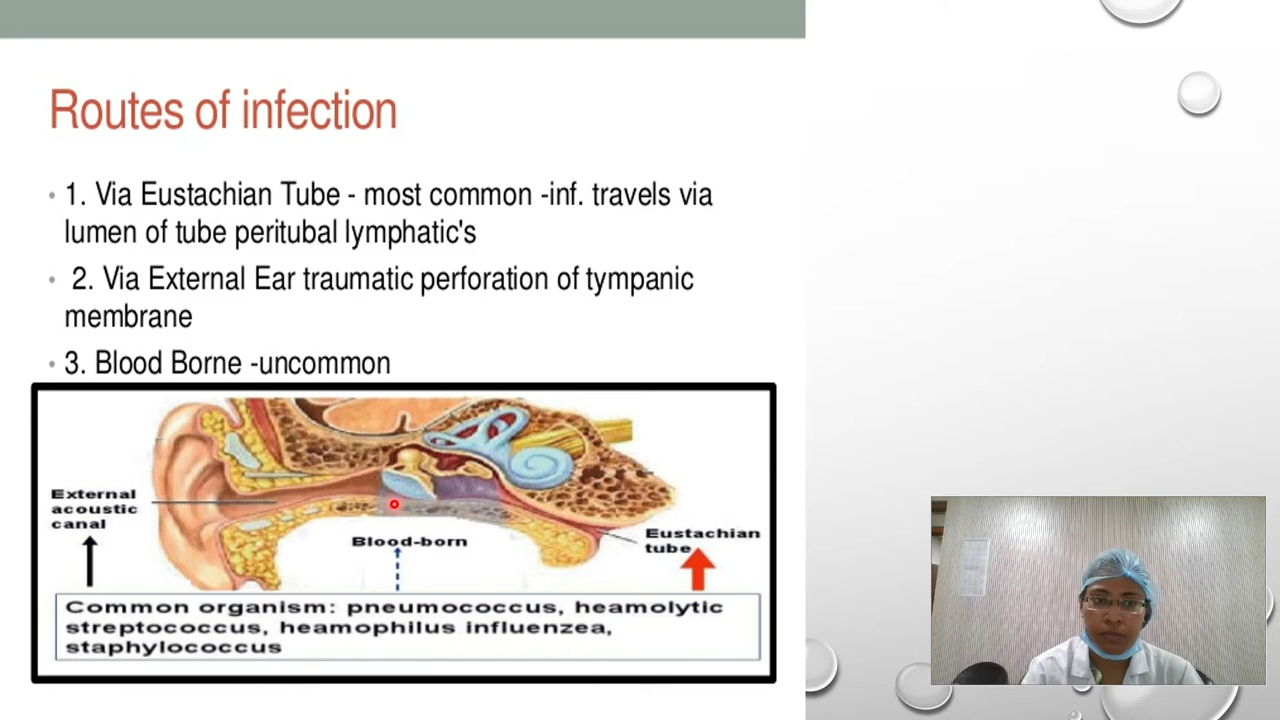 Routes of infection
• 1. Via Eustachian Tube - most common -inf. travels via
lumen of tube peritubal lymphatic's
• 2. Via External Ear traumatic perforation of tympanic
membrane
• 3. Blood Borne -uncommon
External
acoustic
canal
Blood-born
Eustachian
tube
Common organism: pneumococcus, heamolytic
streptococcus, heamophilus influenzea,
staphylococcus